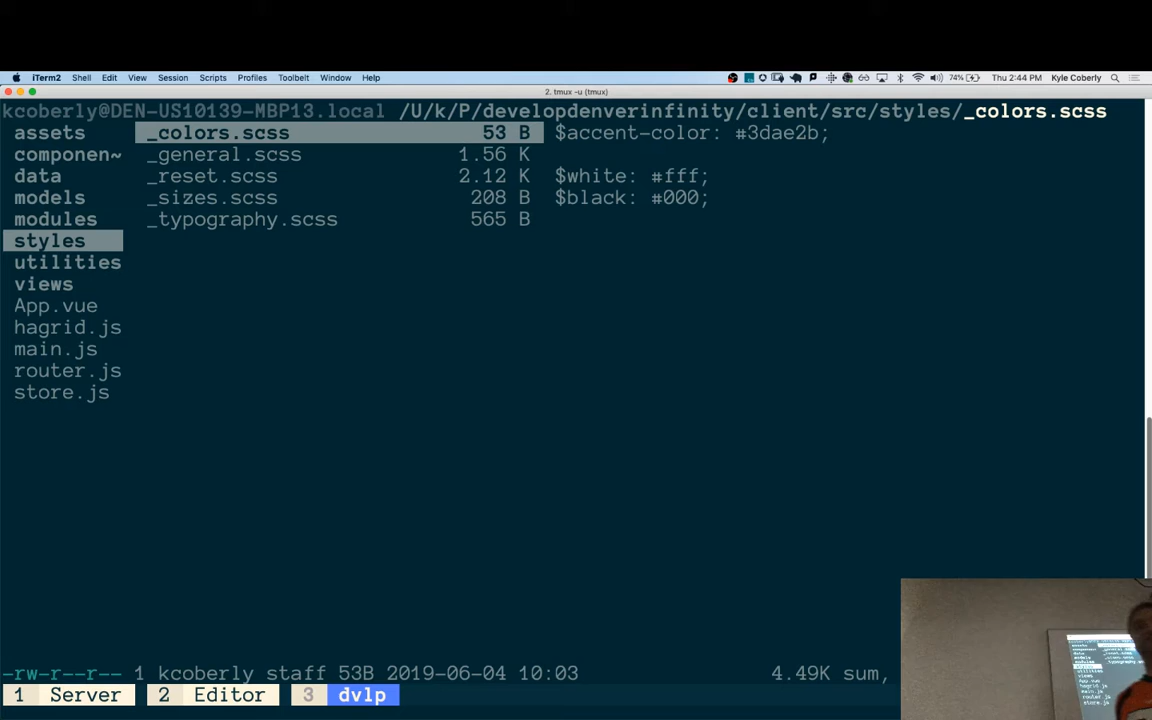 iTerm2 Shell Edit View Session Scripts Profiles Toolbelt Window Help 74% Thu 2:44 PM Kyle Coberly
2. tmux -u (tmux)
kcoberly@DEN-US10139-MBP13.local /U/k/P/developdenverinfinity/client/src/styles/_colors.scss
assets _colors.scss 53 B $accent-color: #3dae2b;
componen~ _general.scss 1.56 K
data _reset.scss 2.12 K $white: #fff;
models _sizes.scss 208 B $black: #000;
modules _typography.scss 565 B
styles
utilities
views
App.vue
hagrid.js
main.js
router.js
store.js
-rw-r--r-- 1 kcoberly staff 53B 2019-06-04 10:03 4.49K sum,
1 Server 2 Editor 3 dvlp